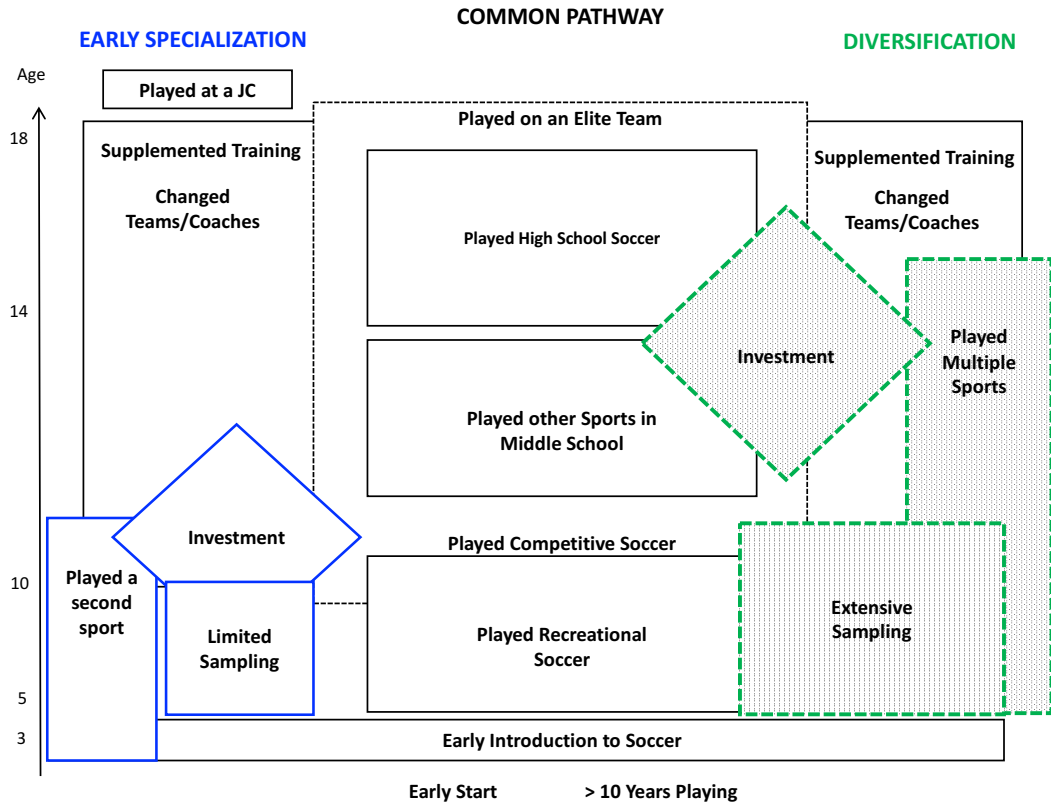 COMMON PATHWAY
EARLY SPECIALIZATION
DIVERSIFICATION
Age
Played at a JC
18
Played on an Elite Team
Supplemented Training
Changed
Teams/Coaches
Supplemented Training
Changed
Teams/Coaches
Played High School Soccer
14
Investment
Played
Multiple
Sports
Played other Sports in
Middle School
Investment
Played Competitive Soccer
10
Played a
second
sport
Limited
Sampling
Played Recreational
Soccer
Extensive
Sampling
5
3
Early Introduction to Soccer
Early Start
> 10 Years Playing